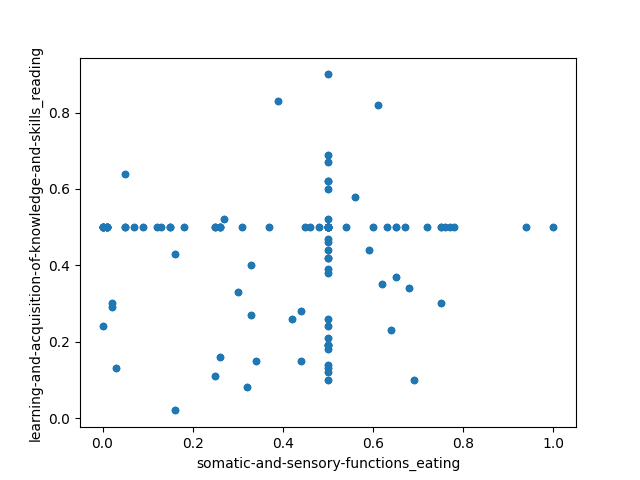 learning-and-acquisition-of-knowledge-and-skills_reading
0.8
0.6
0.4
0.2
0.0
0.0 0.2 0.4 0.6 0.8 1.0
somatic-and-sensory-functions_eating